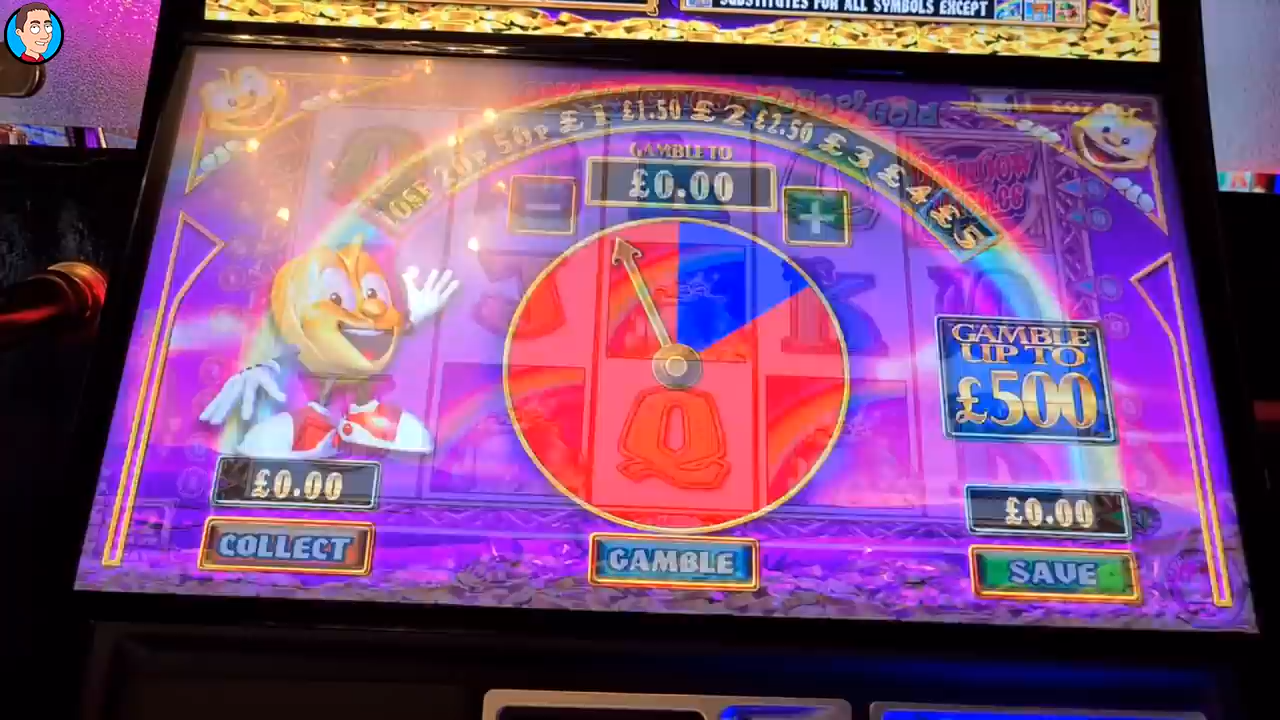 SUBSTITUTES FOR ALL SYMBOLS EXCEPT
Gold
LOSE 20P 50P £1 £1.50 £2 £2.50 £3 £4 £5
GAMBLE TO
£0.00
−
+
GAMBLE
UP TO
£500
Q
£0.00
£0.00
COLLECT
GAMBLE
SAVE